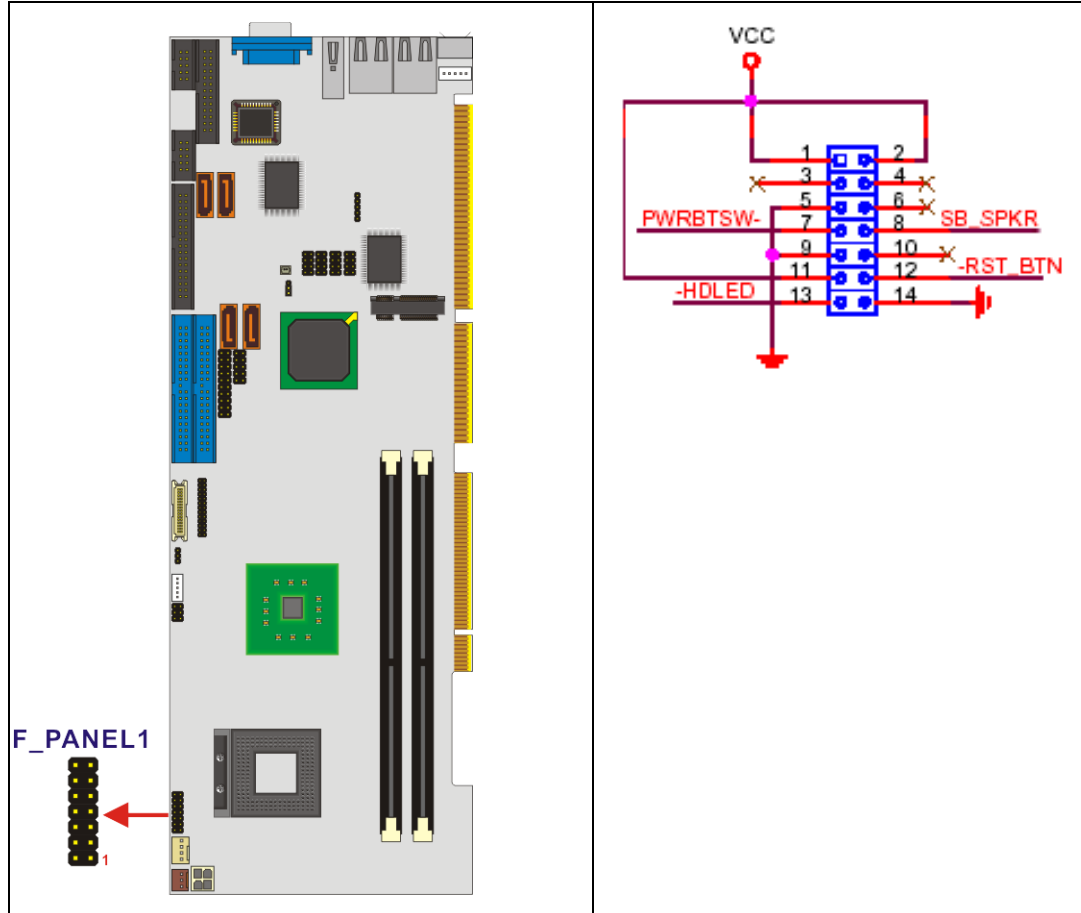 F_PANEL1
1
VCC
1 2
3 4
5 6
PWRBTSW- 7 8 SB_SPKR
9 10
11 12 -RST_BTN
-HDLED 13 14